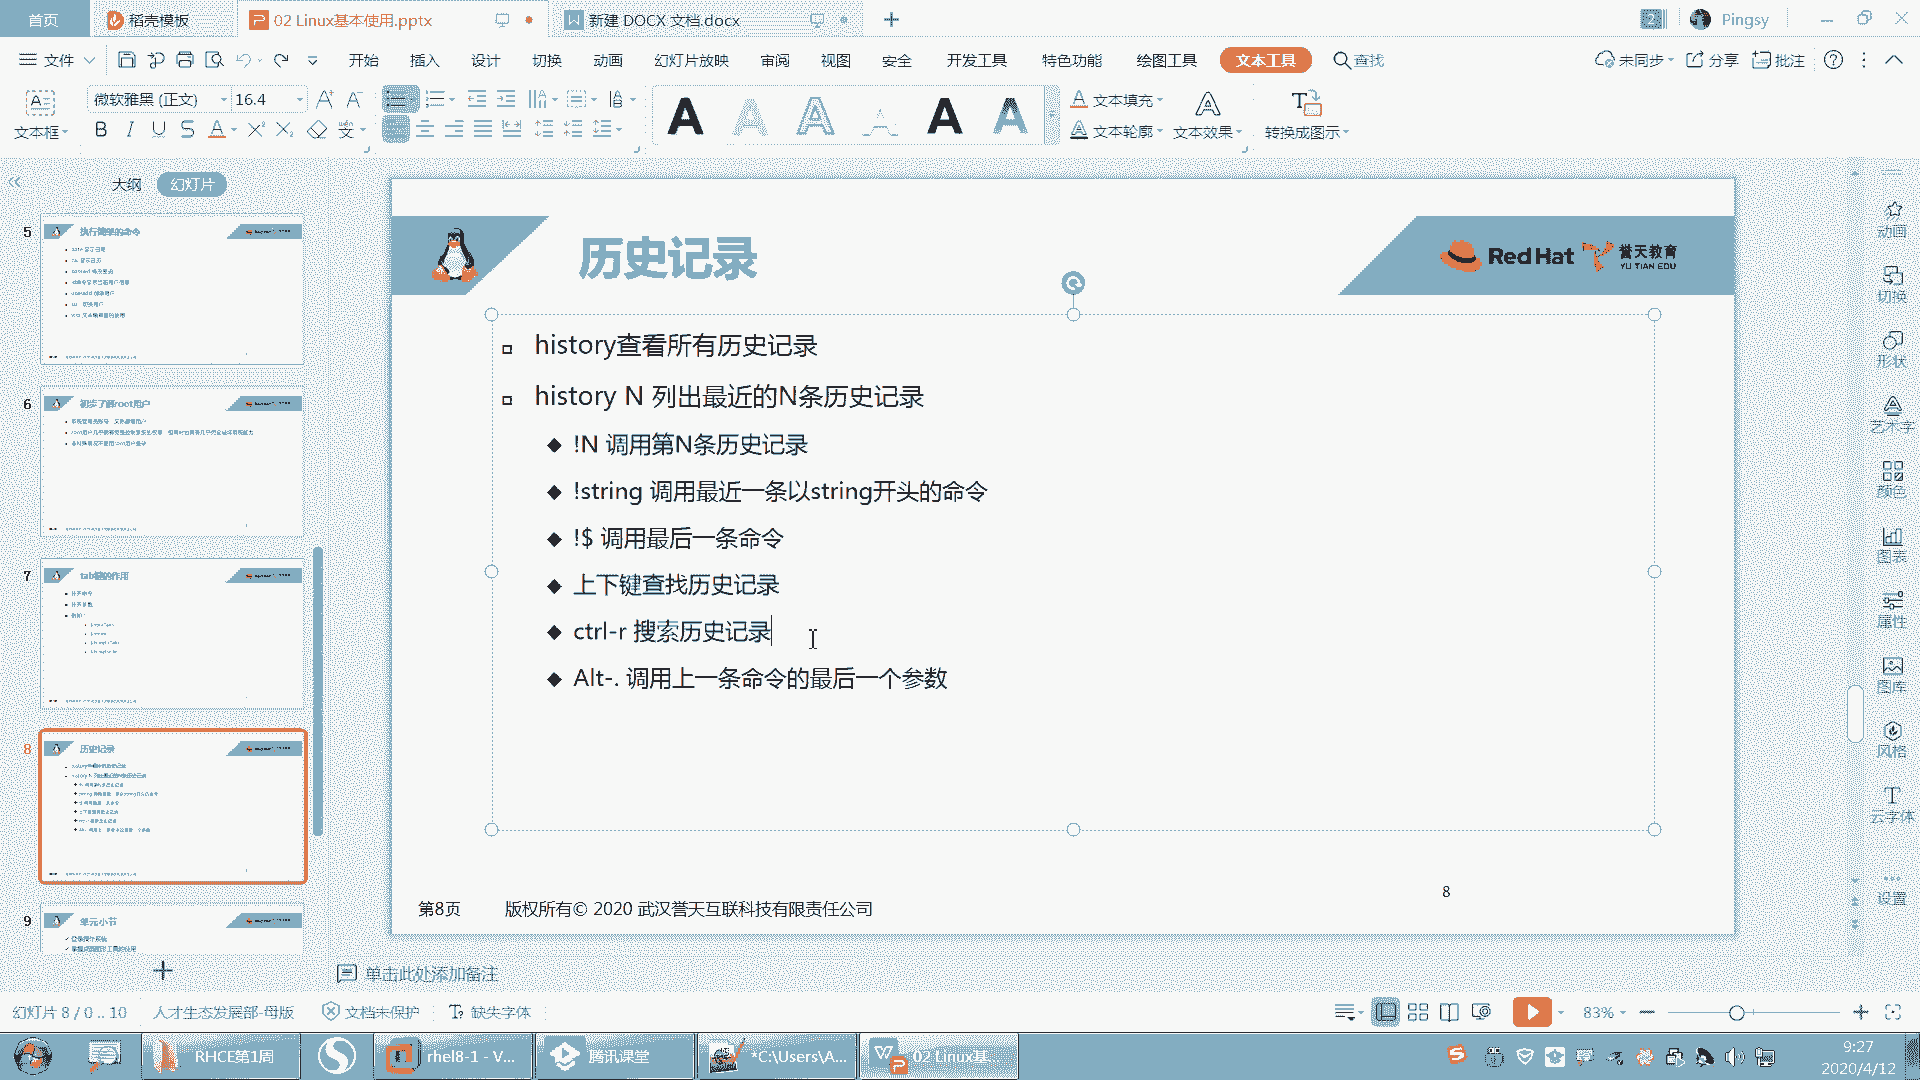 首页
稻壳模板
02 Linux基本使用.pptx
新建 DOCX 文档.docx
Pingsy
文件
开始 插入 设计 切换 动画 幻灯片放映 审阅 视图 安全 开发工具 特色功能 绘图工具 文本工具 查找
未同步 分享 批注
微软雅黑 (正文) 16.4
文本框
文本填充
文本轮廓 文本效果 转换成图示
大纲 幻灯片
5 执行简单的命令
6 初步了解root用户
7 tab键的作用
8 历史记录
9 单元小节
历史记录
Red Hat 誉天教育
YU TIAN EDU
history查看所有历史记录
history N 列出最近的N条历史记录
!N 调用第N条历史记录
!string 调用最近一条以string开头的命令
!$ 调用最后一条命令
上下键查找历史记录
ctrl-r 搜索历史记录
Alt-. 调用上一条命令的最后一个参数
8
第8页 版权所有© 2020 武汉誉天互联科技有限责任公司
单击此处添加备注
动画
切换
形状
艺术字
颜色
图表
属性
图库
风格
云字体
设置
幻灯片 8 / 0 .. 10 人才生态发展部-母版 文档未保护 缺失字体
83%
RHCE第1周
rhel8-1 - V...
腾讯课堂
*C:\Users\A...
02 Linux基...
9:27
2020/4/12